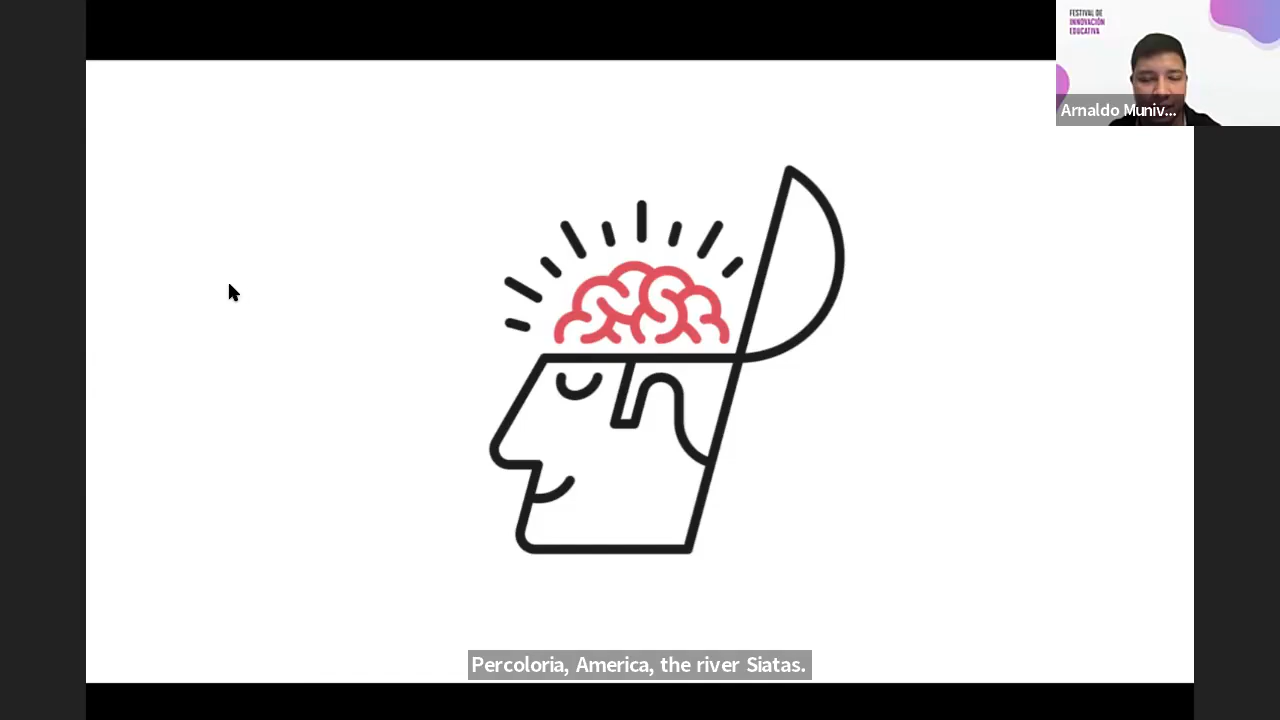 FESTIVAL DE
INNOVACIÓN
EDUCATIVA
Arnaldo Muniv...
Percoloria, America, the river Siatas.